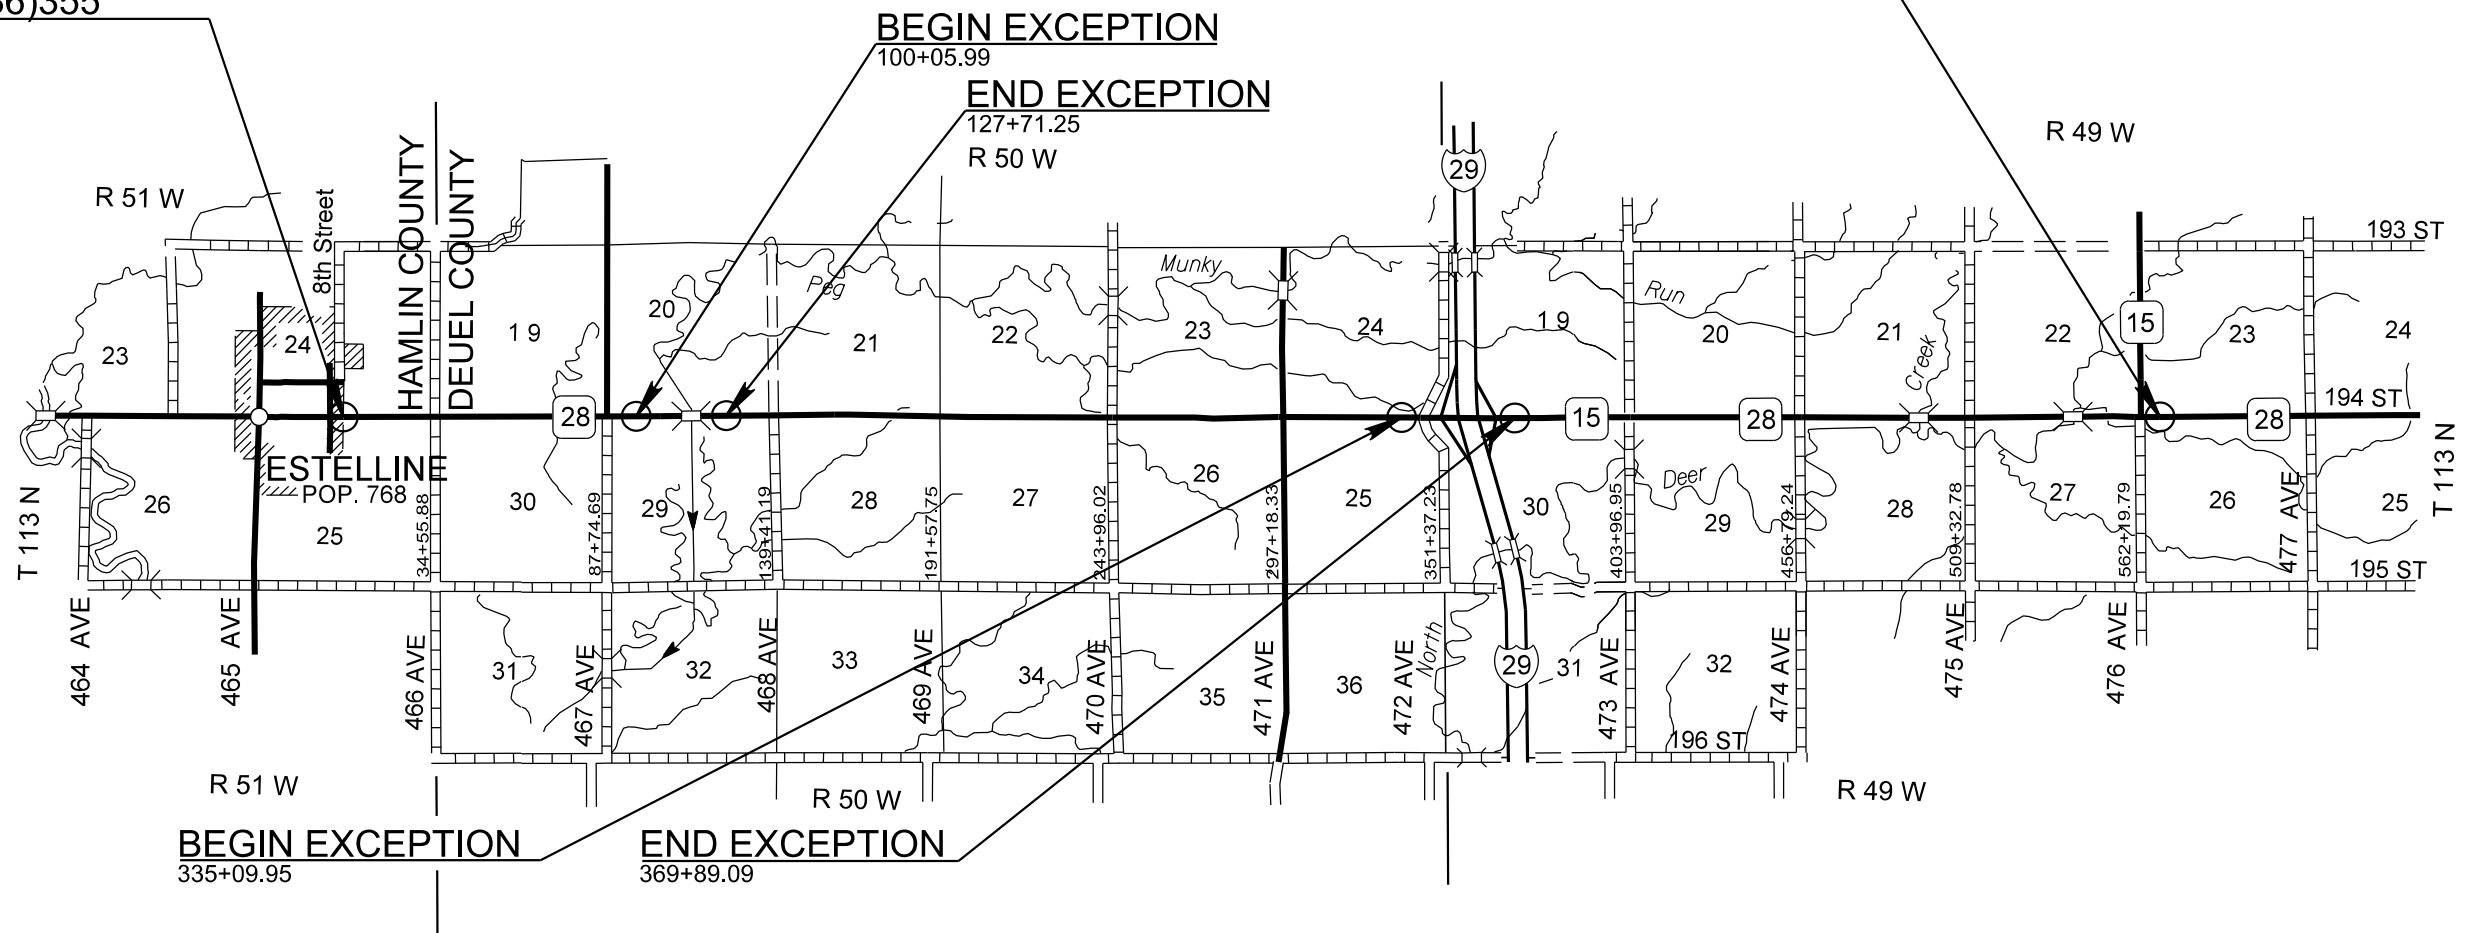 BEGIN EXCEPTION
100+05.99
END EXCEPTION
127+71.25
R 50 W
R 49 W
R 51 W
29
8th Street
HAMLIN COUNTY
DEUEL COUNTY
193 ST
Peg
Munky
Run
Creek
23
24
19
20
21
22
23
24
19
20
21
22
15
23
24
28
15
28
28
194 ST
ESTELLINE
POP. 768
T 113 N
26
25
30
29
28
27
26
25
30
Deer
29
28
27
26
25
T 113 N
34+55.88
87+74.69
139+41.19
191+57.75
243+96.02
297+18.33
351+37.23
403+96.95
456+79.24
509+32.78
562+19.79
477 AVE
195 ST
464 AVE
465 AVE
466 AVE
467 AVE
468 AVE
469 AVE
470 AVE
471 AVE
472 AVE
473 AVE
474 AVE
475 AVE
476 AVE
31
32
33
34
35
36
North
29
31
32
196 ST
R 51 W
R 50 W
R 49 W
BEGIN EXCEPTION
335+09.95
END EXCEPTION
369+89.09